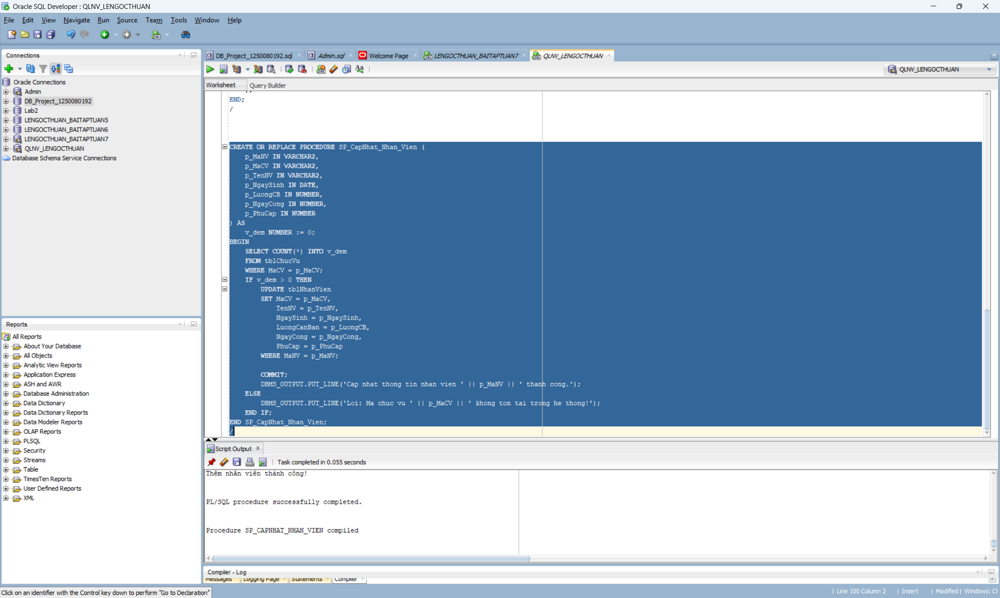 Oracle SQL Developer : QLNV_LENGOCTHUAN
File Edit View Navigate Run Source Team Tools Window Help
Connections
Oracle Connections
Admin
DB_Project_1250080192
Lab2
LENGOCTHUAN_BAITAPTUAN5
LENGOCTHUAN_BAITAPTUAN6
LENGOCTHUAN_BAITAPTUAN7
QLNV_LENGOCTHUAN
Database Schema Service Connections
Reports
All Reports
About Your Database
All Objects
Analytic View Reports
Application Express
ASH and AWR
Database Administration
Data Dictionary
Data Dictionary Reports
Data Modeler Reports
OLAP Reports
PLSQL
Security
Streams
Table
TimesTen Reports
User Defined Reports
XML
DB_Project_1250080192.sql Admin.sql Welcome Page LENGOCTHUAN_BAITAPTUAN7 QLNV_LENGOCTHUAN
QLNV_LENGOCTHUAN
Worksheet Query Builder
END;
/
CREATE OR REPLACE PROCEDURE SP_CapNhat_Nhan_Vien (
p_MaNV IN VARCHAR2,
p_MaCV IN VARCHAR2,
p_TenNV IN VARCHAR2,
p_NgaySinh IN DATE,
p_LuongCB IN NUMBER,
p_NgayCong IN NUMBER,
p_PhuCap IN NUMBER
) AS
v_dem NUMBER := 0;
BEGIN
SELECT COUNT(*) INTO v_dem
FROM tblChucVu
WHERE MaCV = p_MaCV;
IF v_dem > 0 THEN
UPDATE tblNhanVien
SET MaCV = p_MaCV,
TenNV = p_TenNV,
NgaySinh = p_NgaySinh,
LuongCanBan = p_LuongCB,
NgayCong = p_NgayCong,
PhuCap = p_PhuCap
WHERE MaNV = p_MaNV;
COMMIT;
DBMS_OUTPUT.PUT_LINE('Cap nhat thong tin nhan vien ' || p_MaNV || ' thanh cong.');
ELSE
DBMS_OUTPUT.PUT_LINE('Loi: Ma chuc vu ' || p_MaCV || ' khong ton tai trong he thong!');
END IF;
END SP_CapNhat_Nhan_Vien;
/
Script Output
Task completed in 0.055 seconds
Thêm nhân viên thành công!
PL/SQL procedure successfully completed.
Procedure SP_CAPNHAT_NHAN_VIEN compiled
Compiler - Log
Messages Logging Page Statements Compiler
Click on an identifier with the Control key down to perform "Go to Declaration"
Line 100 Column 2 Insert Modified Windows: CR